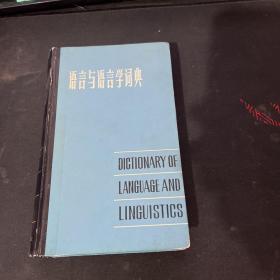 语言与语言学词典
DICTIONARY OF
LANGUAGE AND
LINGUISTICS